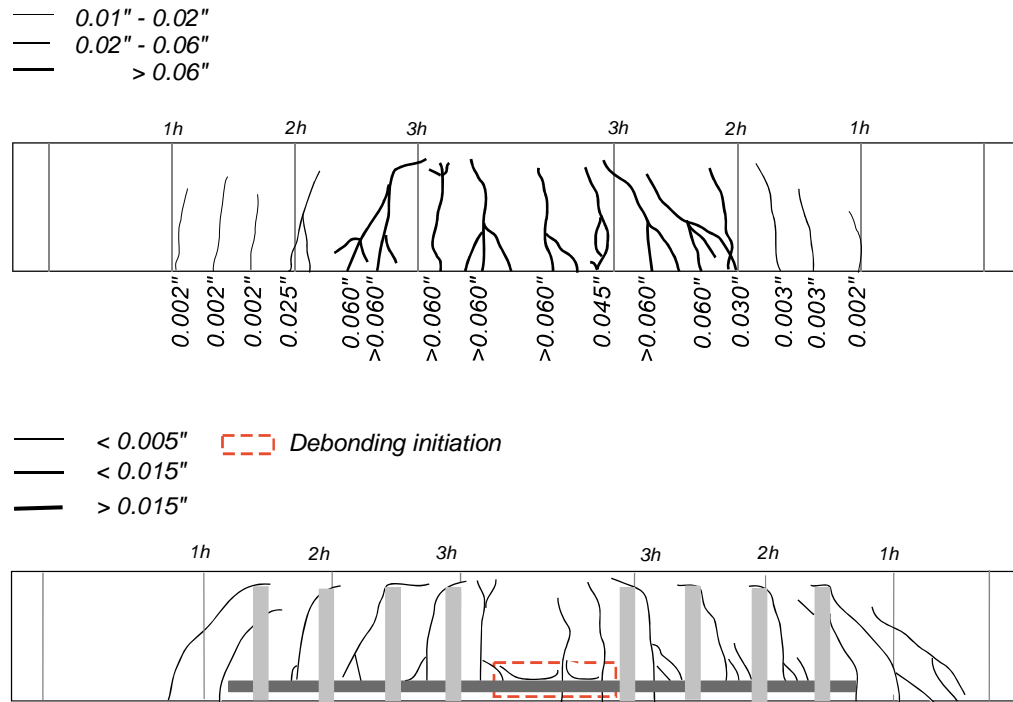 0.01" - 0.02"
0.02" - 0.06"
> 0.06"
1h
2h
3h
3h
2h
1h
0.002"
0.002"
0.002"
0.025"
0.060"
>0.060"
>0.060"
>0.060"
>0.060"
0.045"
>0.060"
0.060"
0.030"
0.003"
0.003"
0.002"
< 0.005"
Debonding initiation
< 0.015"
> 0.015"
1h
2h
3h
3h
2h
1h